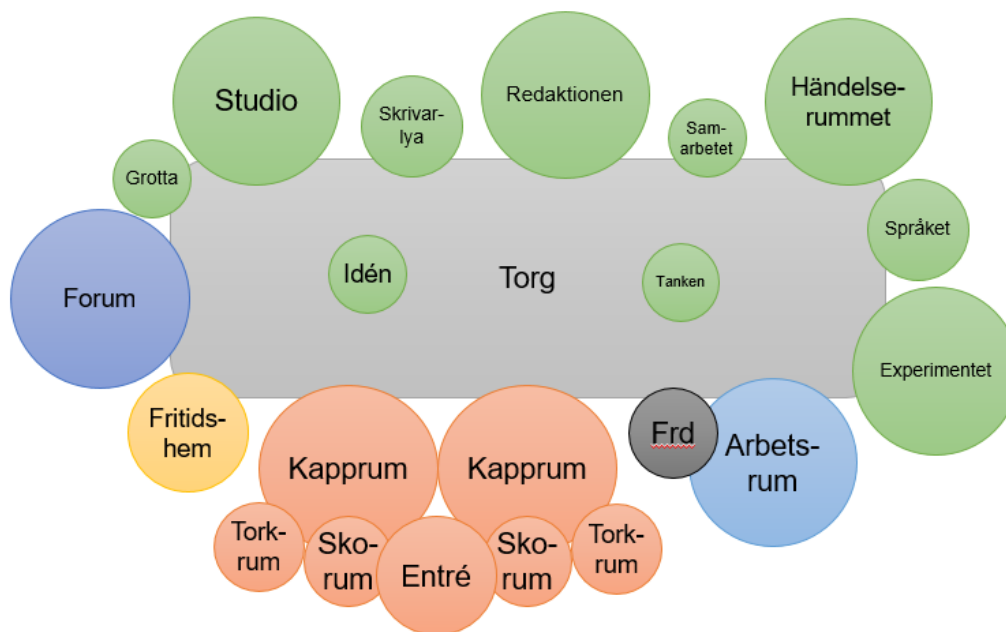 Studio
Skrivar-
lya
Redaktionen
Sam-
arbetet
Händelse-
rummet
Grotta
Språket
Forum
Idén
Torg
Tanken
Experimentet
Fritids-
hem
Kapprum
Kapprum
Frd
Arbets-
rum
Tork-
rum
Sko-
rum
Entré
Sko-
rum
Tork-
rum